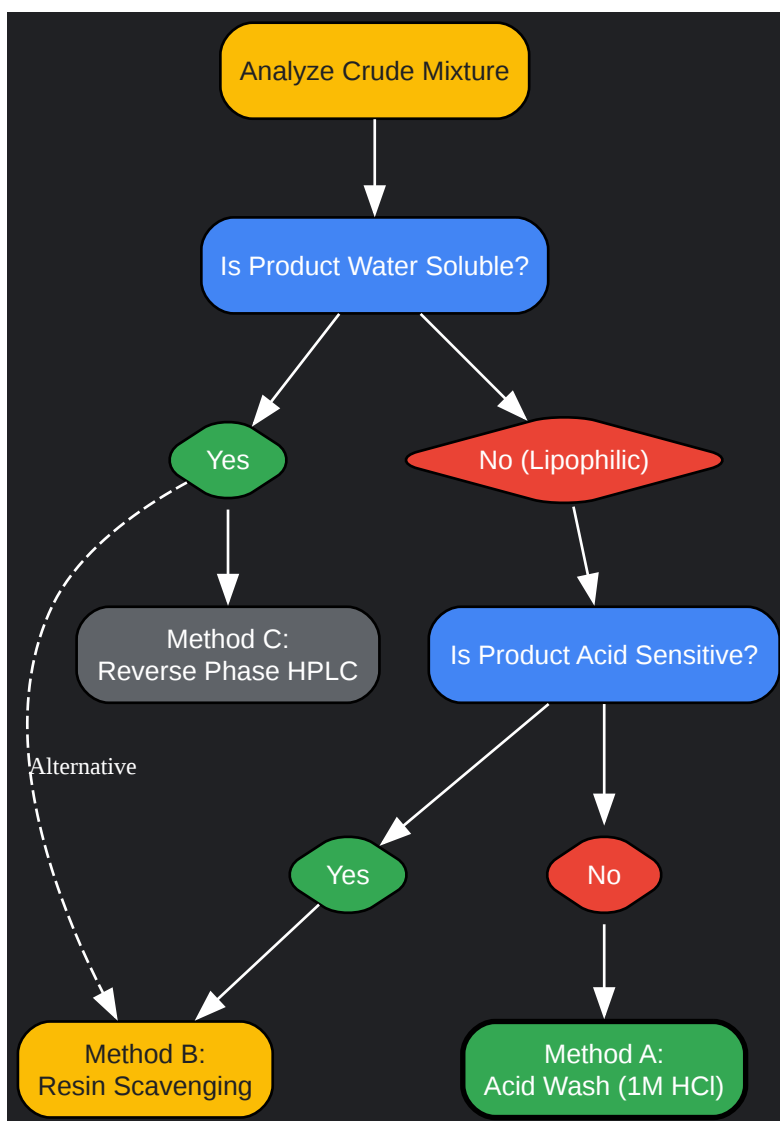 Analyze Crude Mixture
Is Product Water Soluble?
Yes
No (Lipophilic)
Method C:
Reverse Phase HPLC
Is Product Acid Sensitive?
Alternative
Yes
No
Method B:
Resin Scavenging
Method A:
Acid Wash (1M HCl)